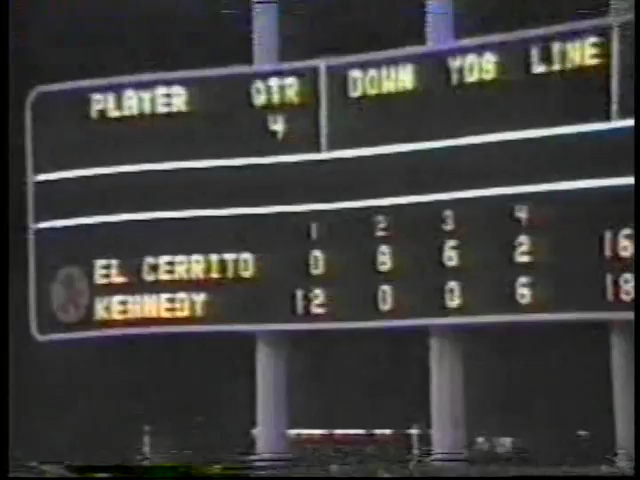 PLAYER QTR DOWN YDS LINE
4
1 2 3 4
EL CERRITO 0 8 6 2 16
KENNEDY 12 0 0 6 18